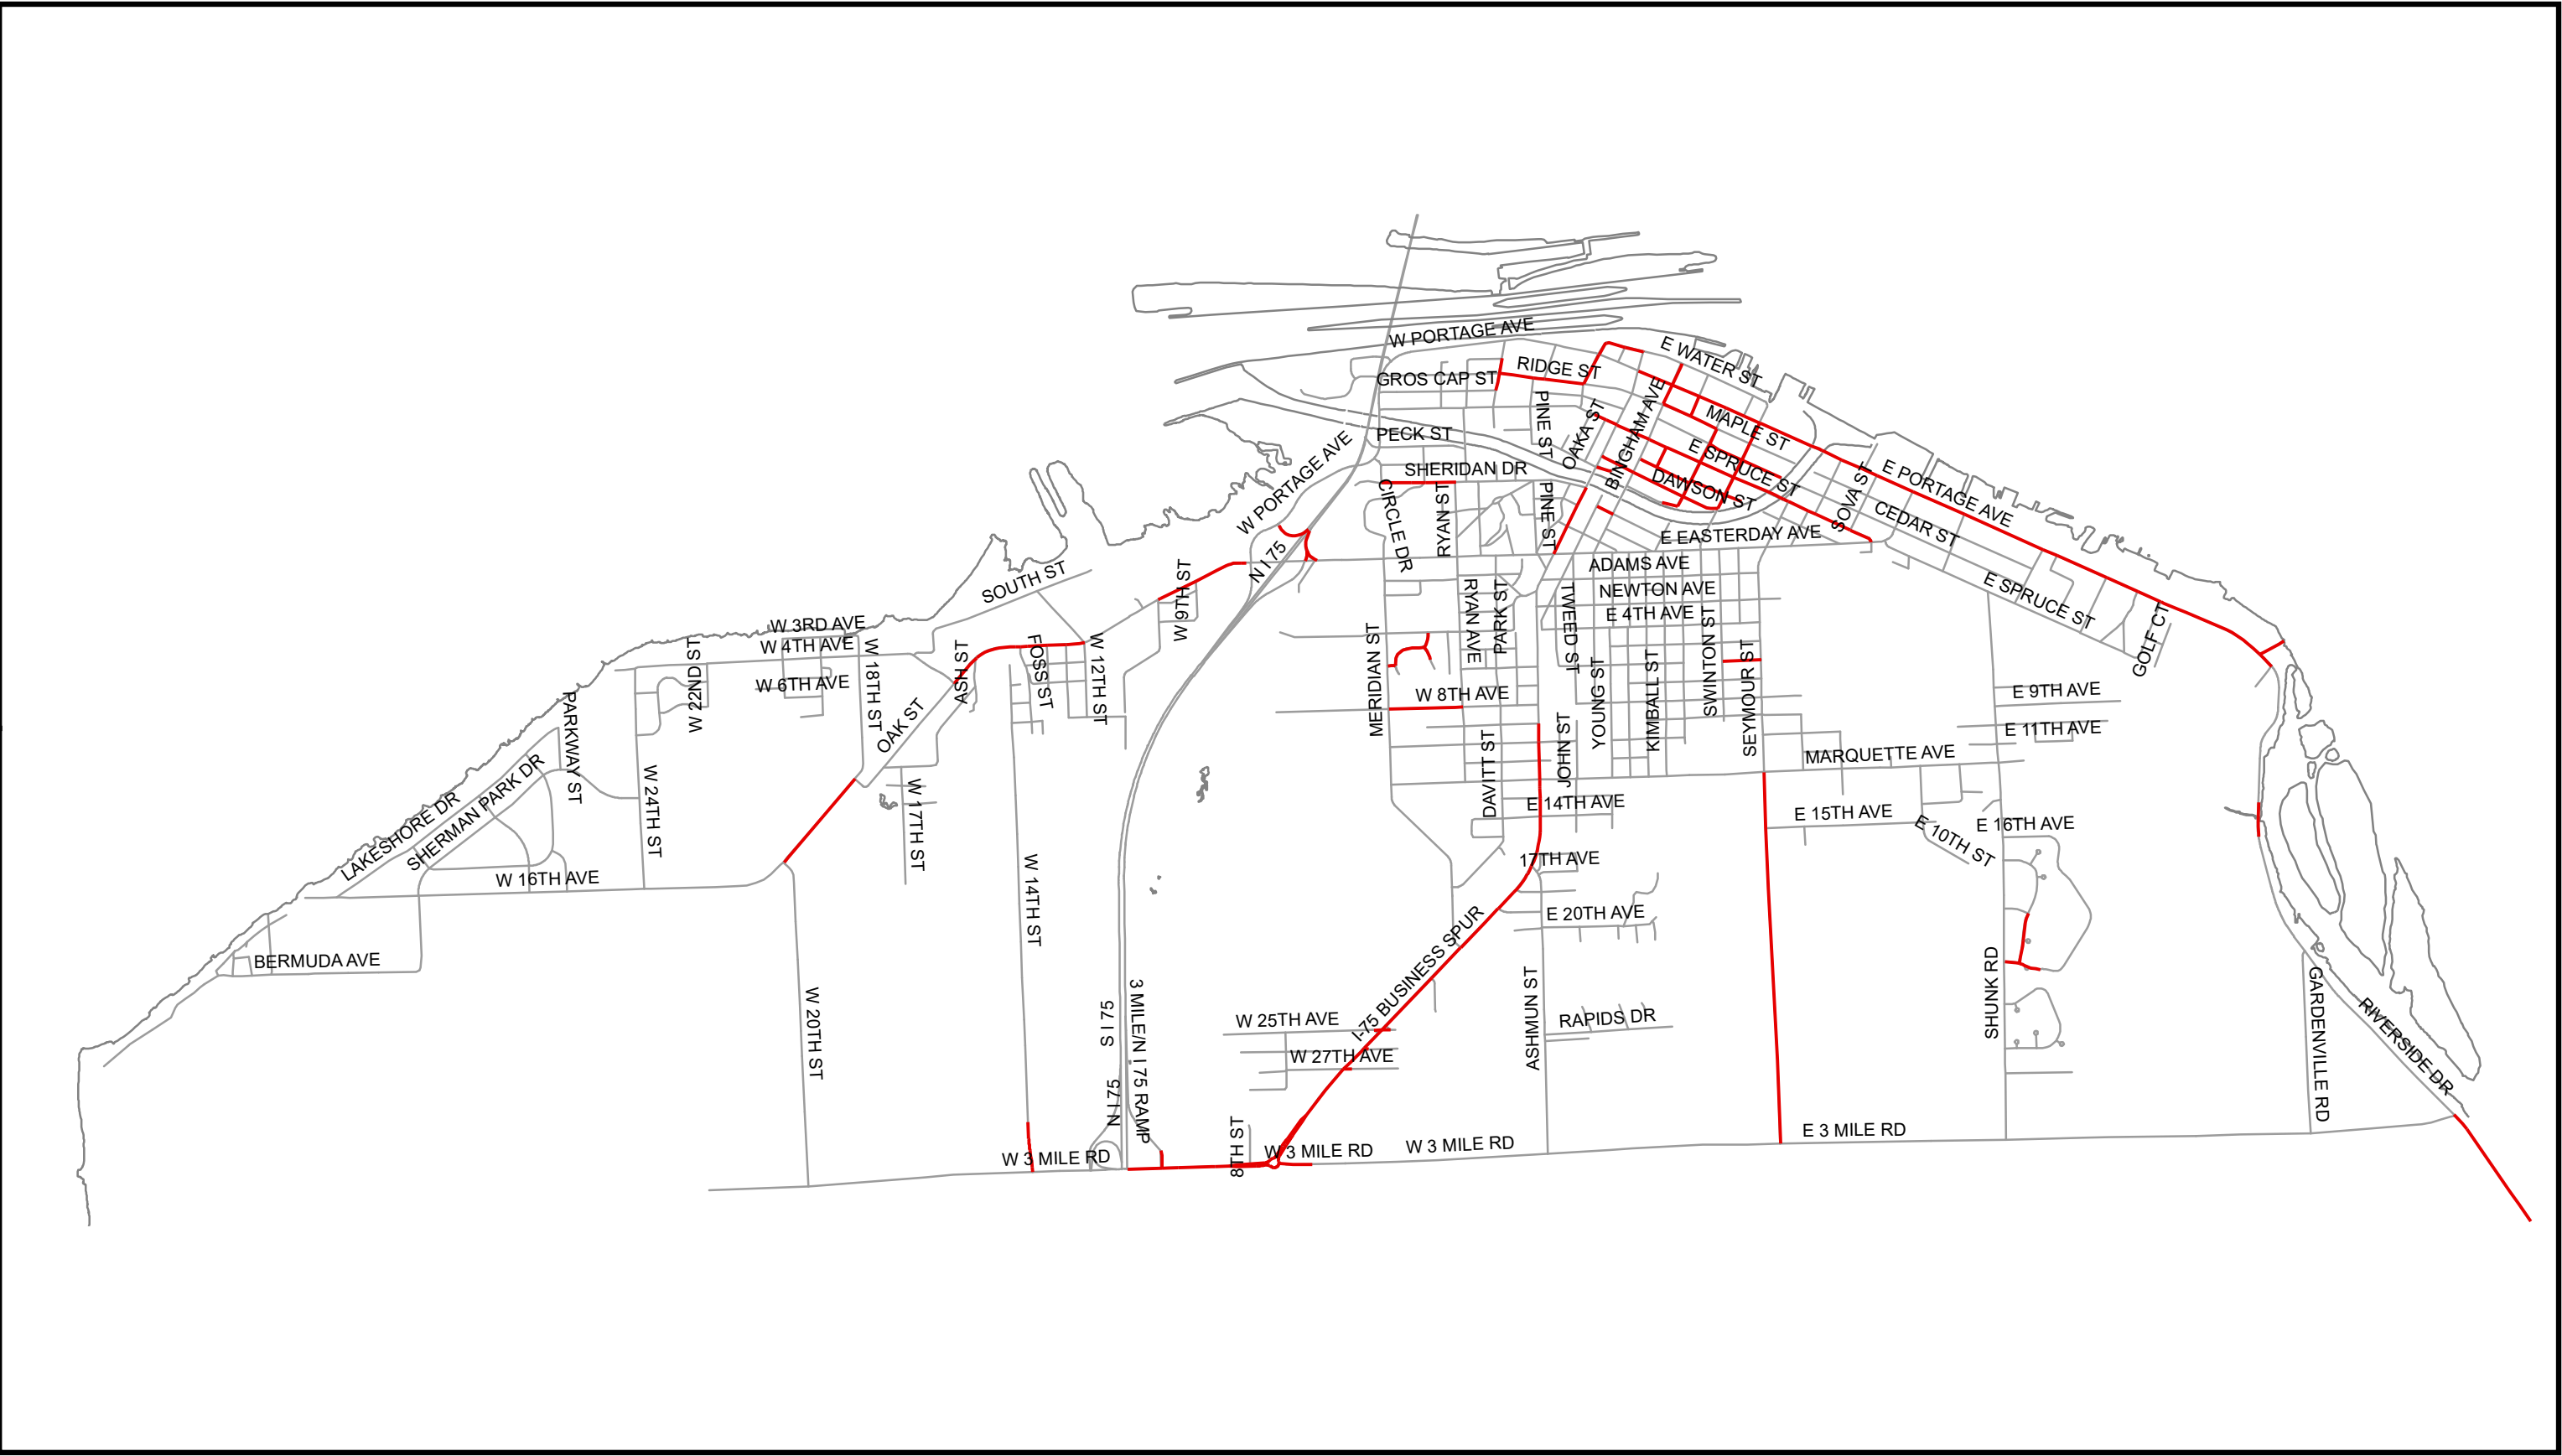 W PORTAGE AVE
E WATER ST
RIDGE ST
GROS CAP ST
MAPLE ST
PINE ST
OAKA ST
BINGHAM AVE
PECK ST
W PORTAGE AVE
SHERIDAN DR
E SPRUCE ST
DAWSON ST
SOVA ST
E PORTAGE AVE
CEDAR ST
CIRCLE DR
RYAN ST
PINE ST
E EASTERDAY AVE
N I 75
ADAMS AVE
SOUTH ST
W 9TH ST
NEWTON AVE
E 4TH AVE
E SPRUCE ST
RYAN AVE
PARK ST
TWEED ST
W 3RD AVE
W 4TH AVE
W 22ND ST
W 18TH ST
ASH ST
FOSS ST
W 12TH ST
MERIDIAN ST
SWINTON ST
SEYMOUR ST
GOLF CT
W 6TH AVE
W 8TH AVE
YOUNG ST
KIMBALL ST
E 9TH AVE
PARKWAY ST
OAK ST
JOHN ST
E 11TH AVE
MARQUETTE AVE
DAVITT ST
LAKESHORE DR
SHERMAN PARK DR
W 24TH ST
W 17TH ST
E 14TH AVE
E 15TH AVE
E 10TH ST
E 16TH AVE
17TH AVE
W 16TH AVE
W 14TH ST
E 20TH AVE
I-75 BUSINESS SPUR
BERMUDA AVE
W 20TH ST
S I 75
3 MILE/N I 75 RAMP
N I 75
W 25TH AVE
W 27TH AVE
ASHMUN ST
RAPIDS DR
SHUNK RD
GARDENVILLE RD
RIVERSIDE DR
W 3 MILE RD
8TH ST
W 3 MILE RD
W 3 MILE RD
E 3 MILE RD